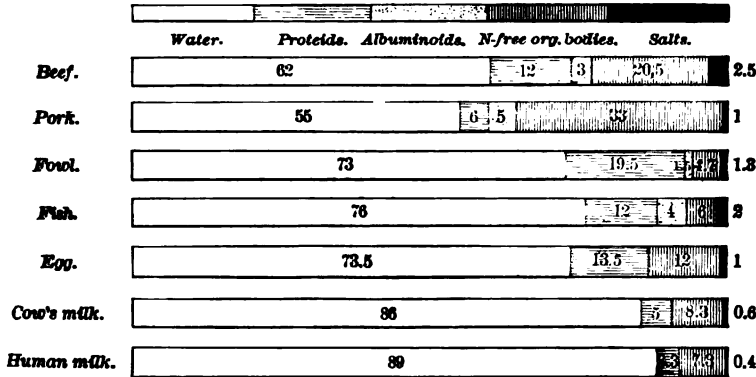 Water. Proteids. Albuminoids. N-free org. bodies. Salts.
Beef. 62 12 3 20,5 2.5
Pork. 55 6 5 33 1
Fowl. 73 19.5 1.3
Fish. 76 12 4 6 2
Egg. 73.5 13.5 12 1
Cow's milk. 86 5 8.3 0.6
Human milk. 89 7.3 0.4